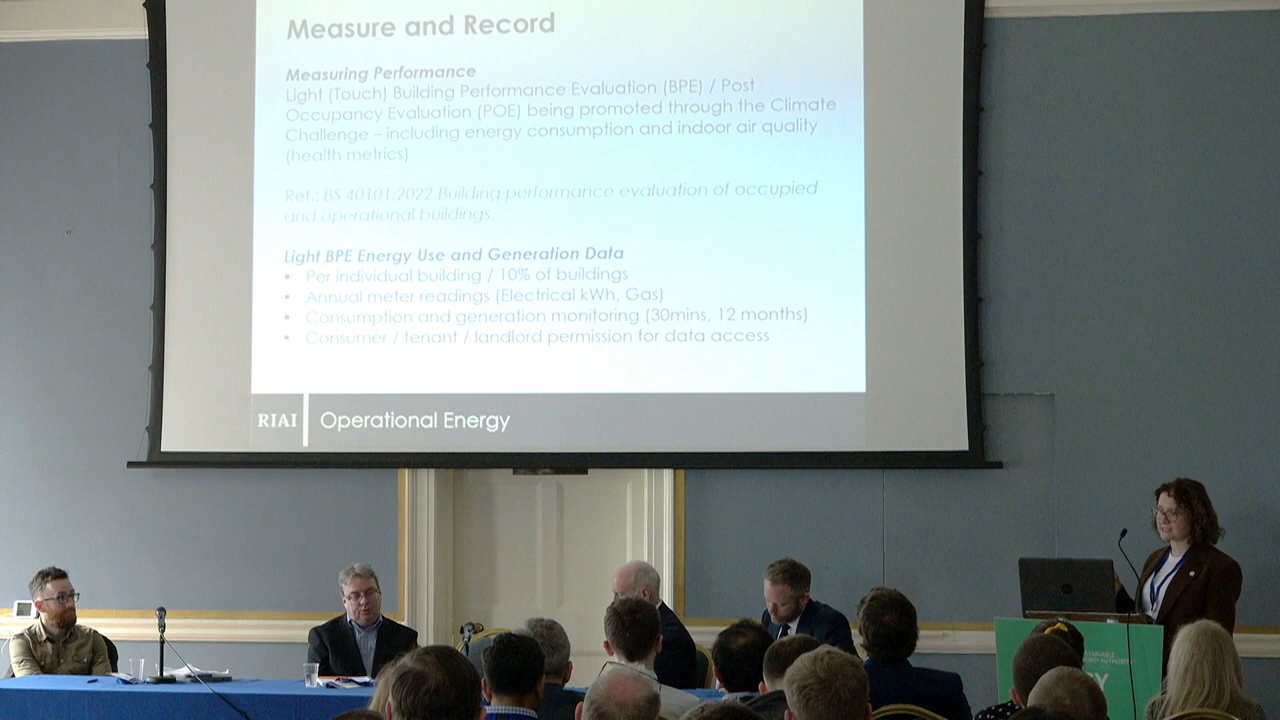 Measure and Record
Measuring Performance
Light (Touch) Building Performance Evaluation (BPE) / Post
Occupancy Evaluation (POE) being promoted through the Climate
Challenge – including energy consumption and indoor air quality
(health metrics)
Ref.: BS 40101:2022 Building performance evaluation of occupied
and operational buildings
Light BPE Energy Use and Generation Data
▪ Per individual building / 10% of buildings
▪ Annual meter readings (Electrical kWh, Gas)
▪ Consumption and generation monitoring (30mins, 12 months)
▪ Consumer / tenant / landlord permission for data access
RIAI Operational Energy